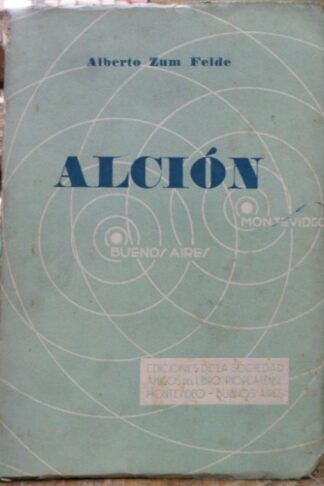 Alberto Zum Felde
ALCIÓN
MONTEVIDEO
BUENOS AIRES
EDICIONES DE LA SOCIEDAD
AMIGOS DEL LIBRO RIOPLATENSE
MONTEVIDEO - BUENOS AIRES